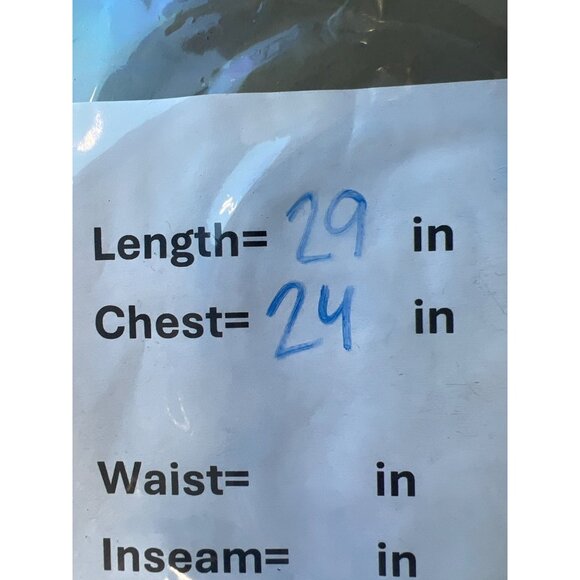 Length= 29 in
Chest= 24 in
Waist= in
Inseam= in